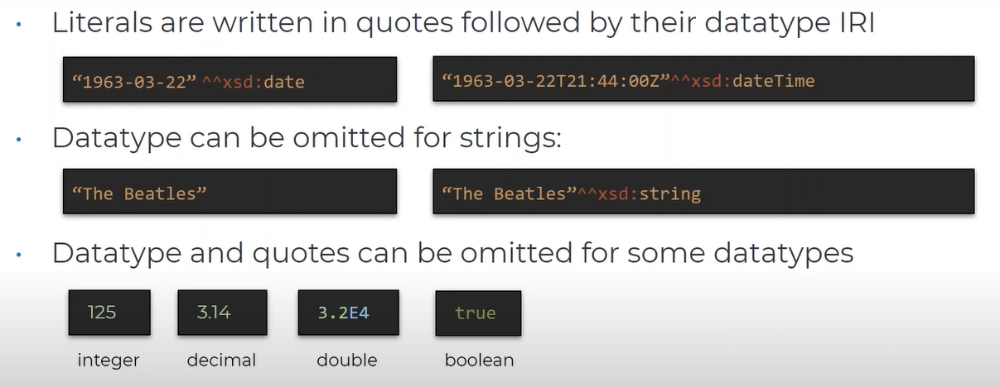 • Literals are written in quotes followed by their datatype IRI
“1963-03-22” ^^xsd:date
“1963-03-22T21:44:00Z”^^xsd:dateTime
• Datatype can be omitted for strings:
“The Beatles”
“The Beatles”^^xsd:string
• Datatype and quotes can be omitted for some datatypes
125 3.14 3.2E4 true
integer decimal double boolean